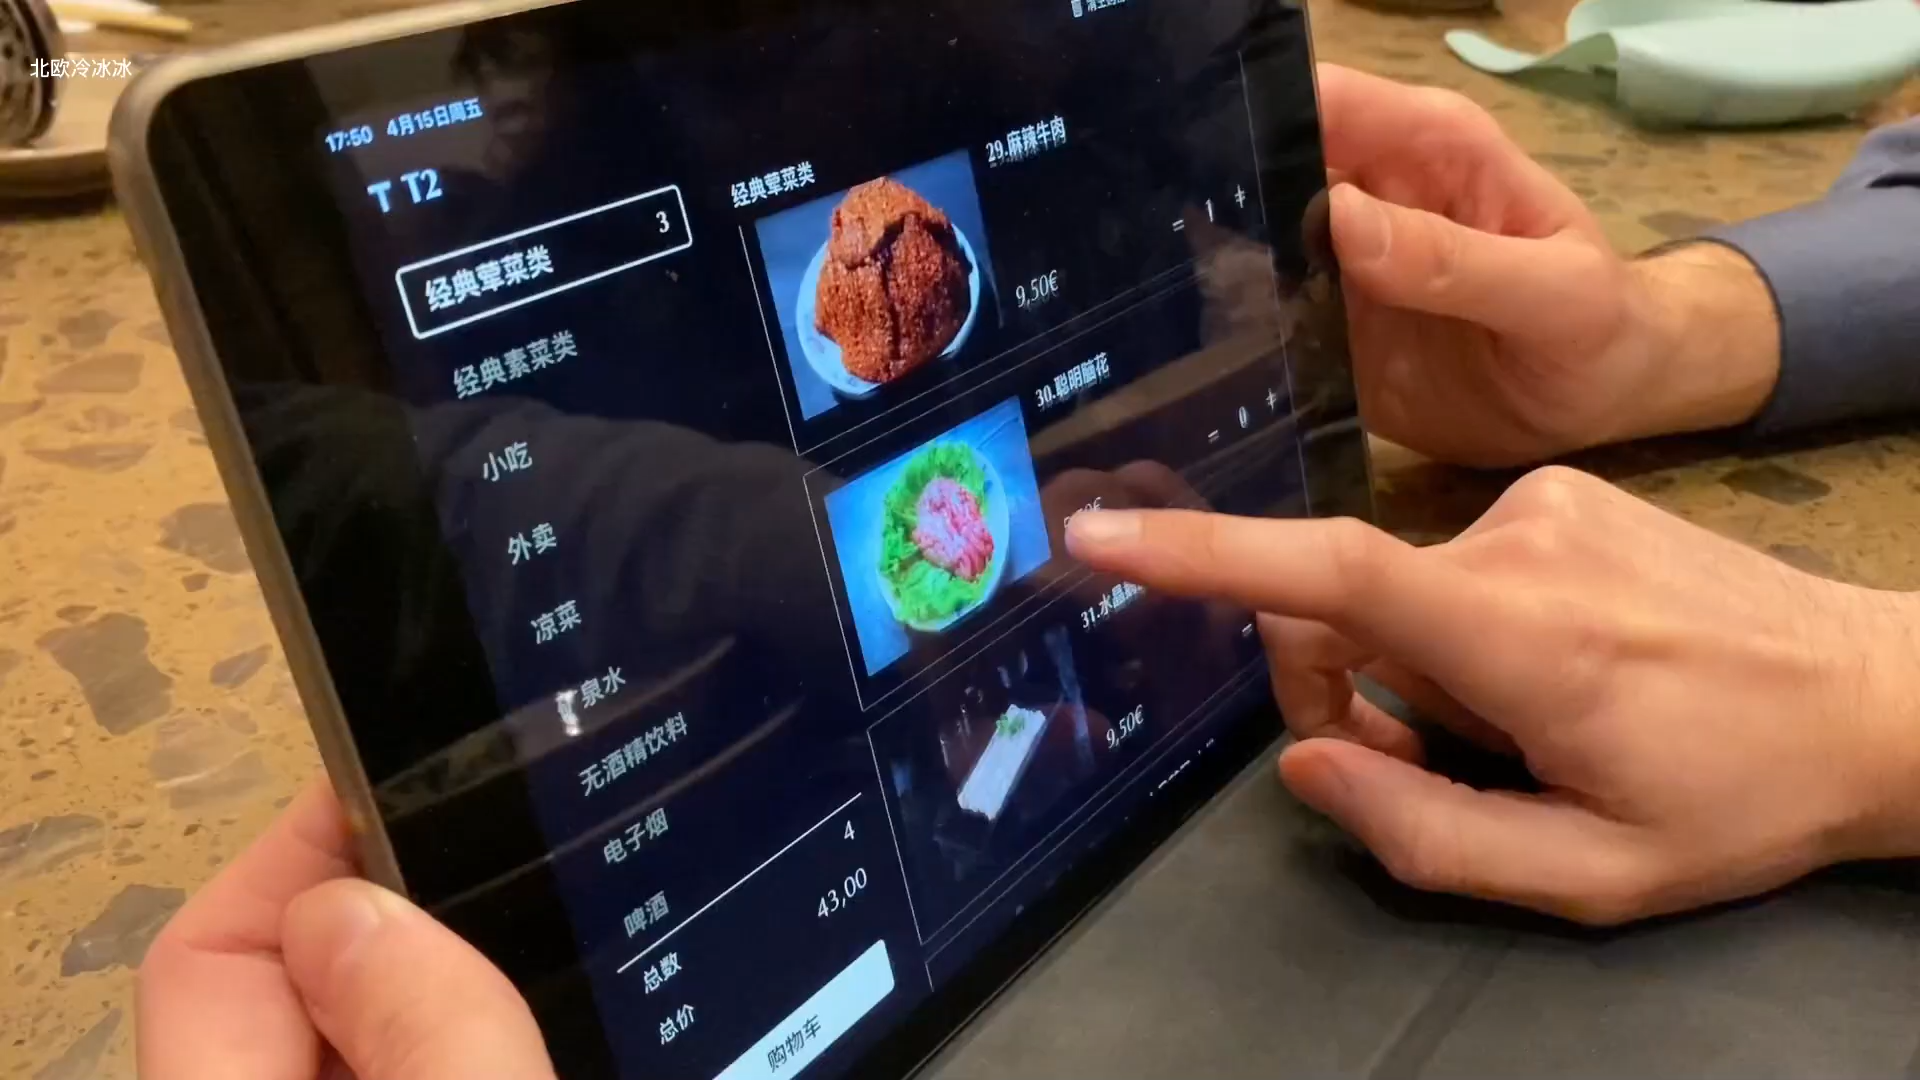 北欧冷冰冰
17:50 4月15日周五
T T2
经典荤菜类 3
经典素菜类
小吃
外卖
凉菜
泉水
无酒精饮料
电子烟
啤酒
总数 4
总价 43,00
购物车
经典荤菜类
29.麻辣牛肉
9,50€
1 +
30.聪明脑花
0 +
31.水晶
9,50€